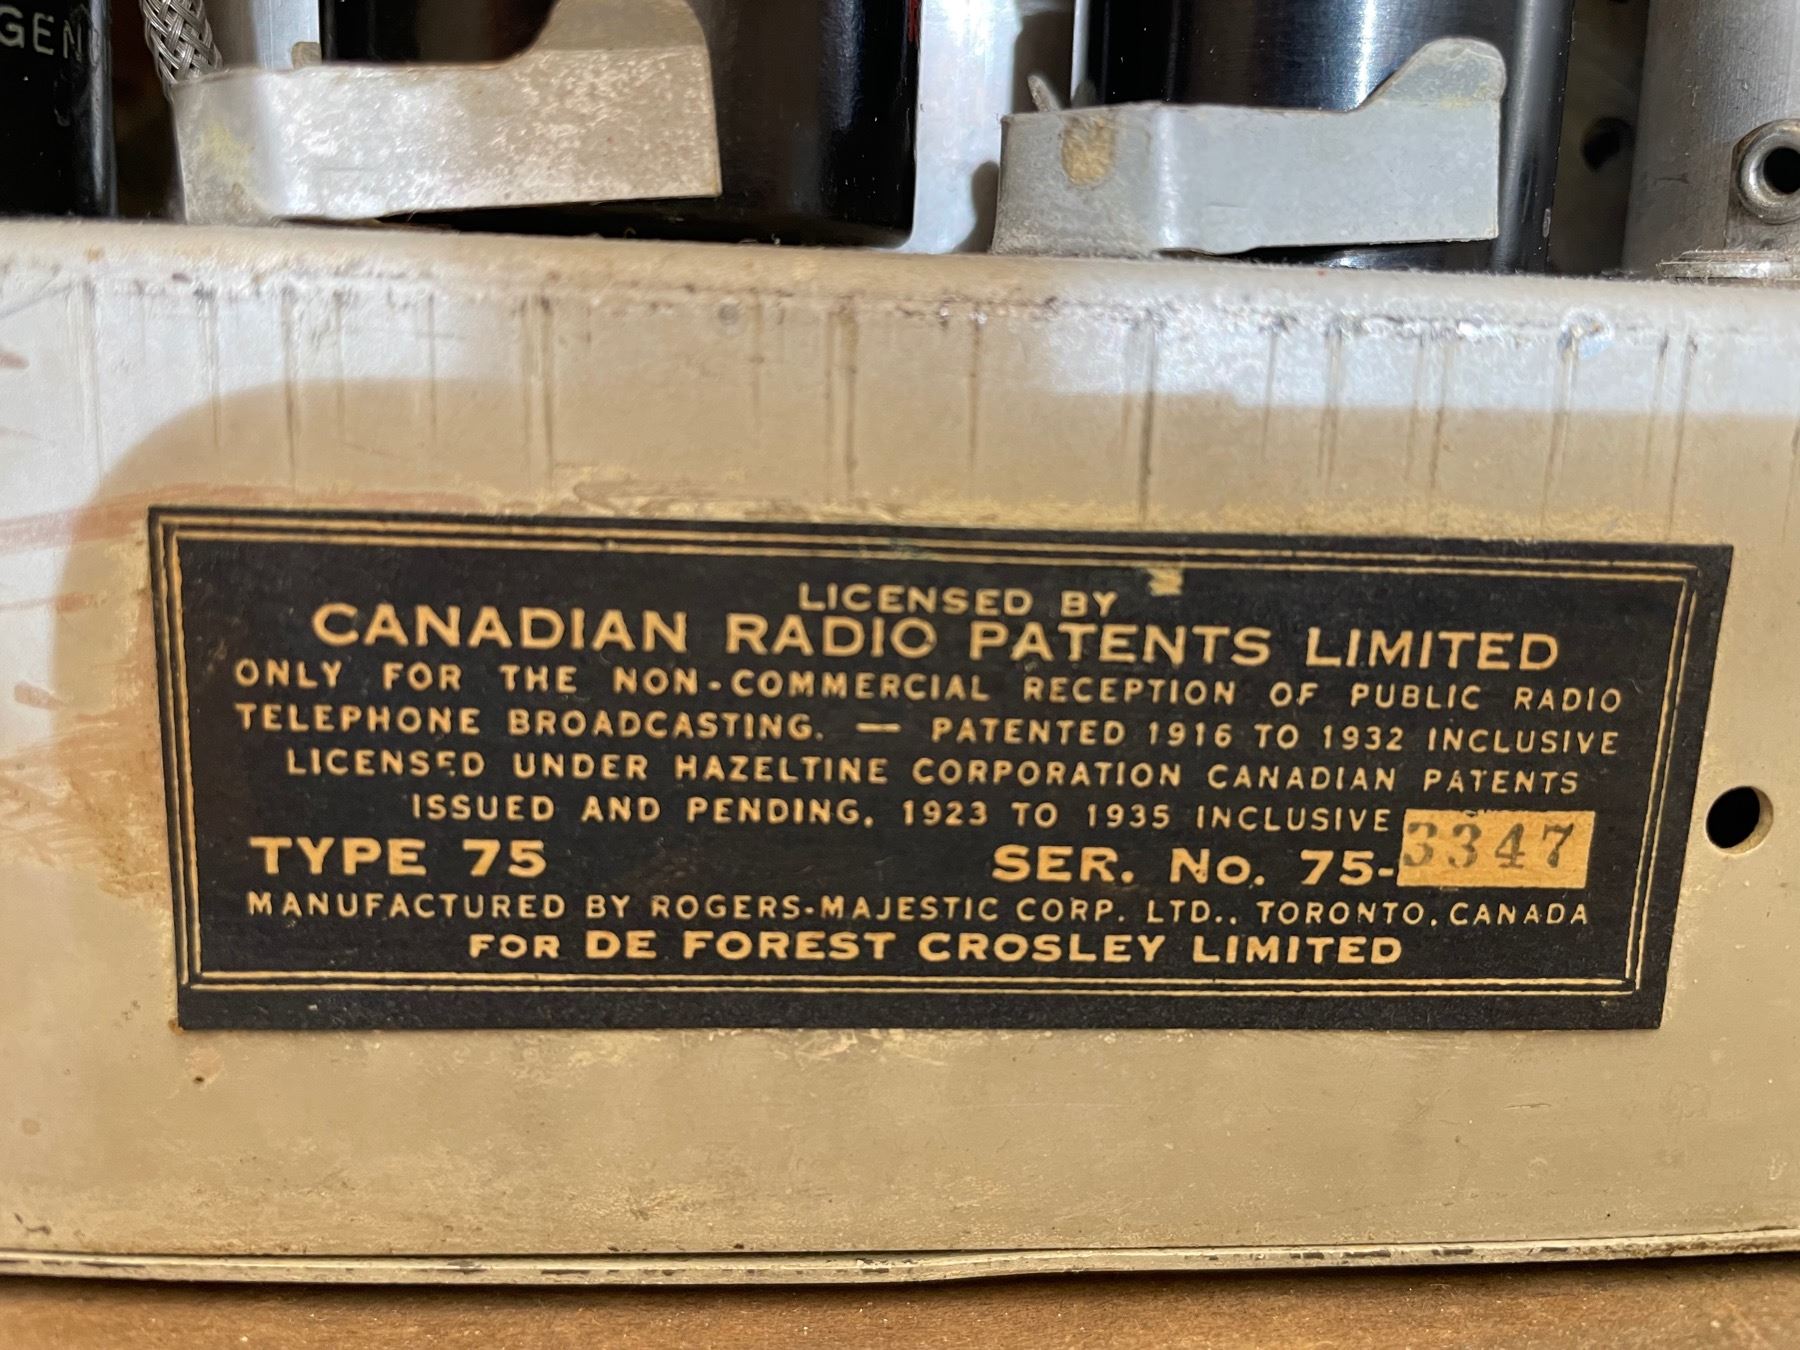 GEN
LICENSED BY
CANADIAN RADIO PATENTS LIMITED
ONLY FOR THE NON-COMMERCIAL RECEPTION OF PUBLIC RADIO
TELEPHONE BROADCASTING. — PATENTED 1916 TO 1932 INCLUSIVE
LICENSED UNDER HAZELTINE CORPORATION CANADIAN PATENTS
ISSUED AND PENDING, 1923 TO 1935 INCLUSIVE
TYPE 75 SER. No. 75-3347
MANUFACTURED BY ROGERS-MAJESTIC CORP. LTD., TORONTO, CANADA
FOR DE FOREST CROSLEY LIMITED